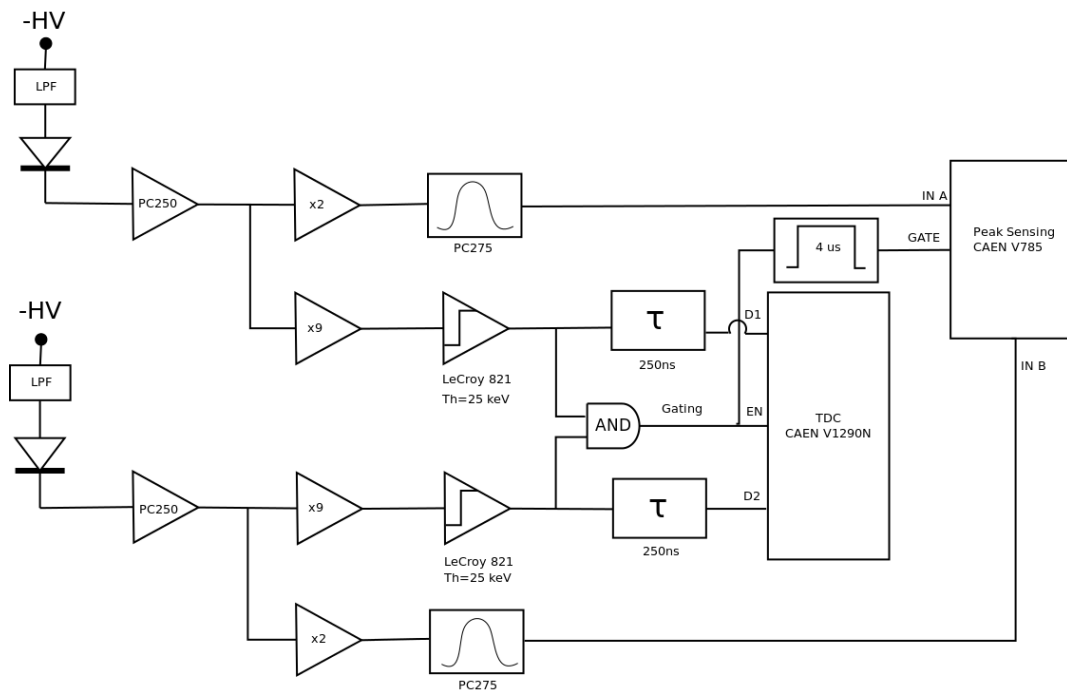 -HV
LPF
PC250
x2
PC275
IN A
Peak Sensing
CAEN V785
4 us
GATE
-HV
LPF
x9
LeCroy 821
Th=25 keV
τ
250ns
D1
IN B
AND
Gating
EN
TDC
CAEN V1290N
PC250
x9
LeCroy 821
Th=25 keV
τ
250ns
D2
x2
PC275